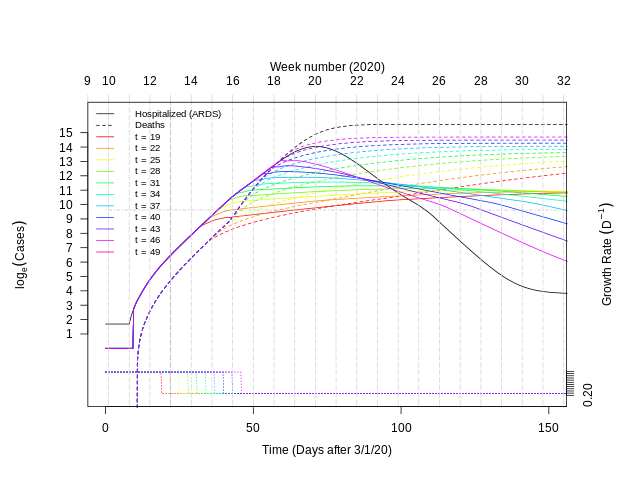 Week number (2020)
9 10 12 14 16 18 20 22 24 26 28 30 32
Hospitalized (ARDS)
Deaths
t = 19
t = 22
t = 25
t = 28
t = 31
t = 34
t = 37
t = 40
t = 43
t = 46
t = 49
15
14
13
12
11
10
9
8
7
6
5
4
3
2
1
logₑ(Cases)
Growth Rate (D⁻¹)
0.20
0 50 100 150
Time (Days after 3/1/20)